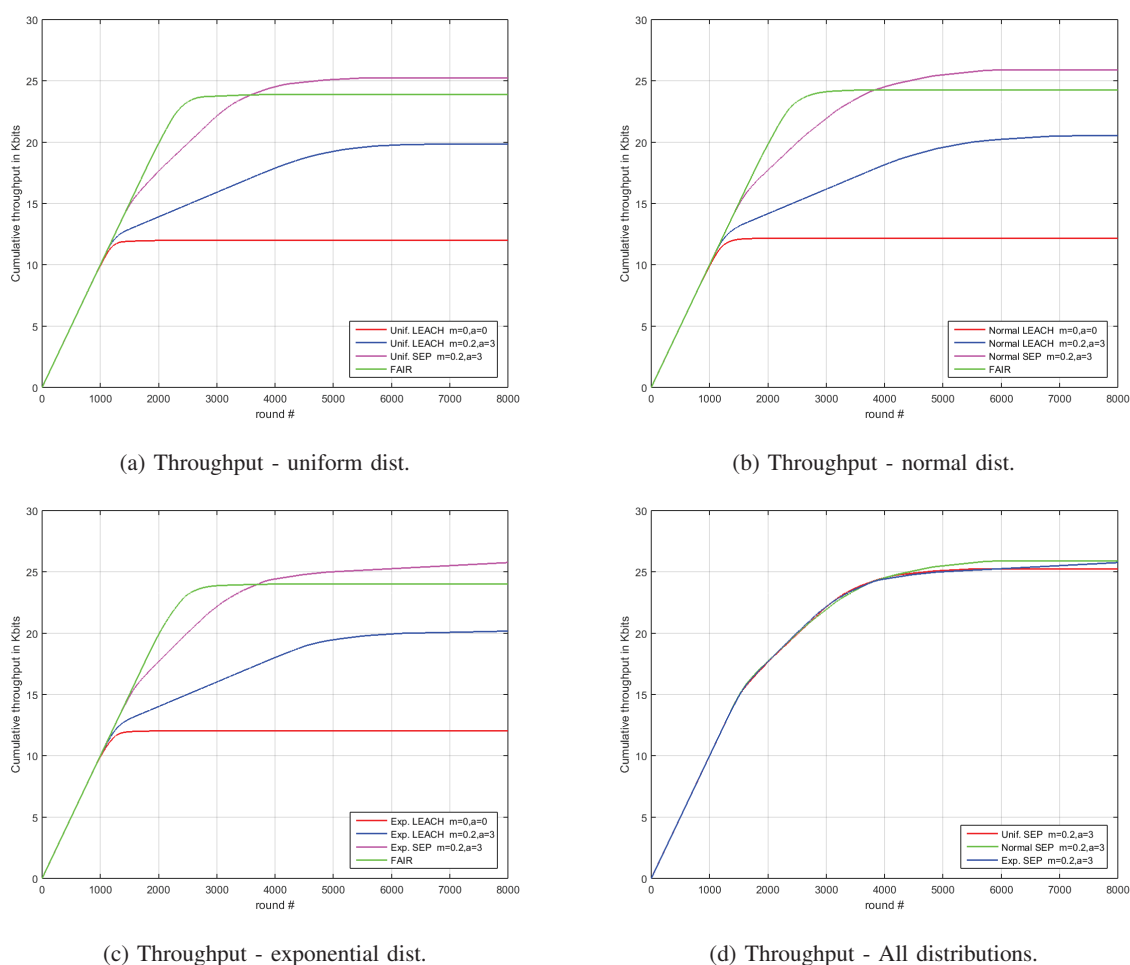 30
25
20
15
10
5
0
Cumulative throughput in Kbits
Unif. LEACH m=0,a=0
Unif. LEACH m=0.2,a=3
Unif. SEP m=0.2,a=3
FAIR
0 1000 2000 3000 4000 5000 6000 7000 8000
round #
(a) Throughput - uniform dist.
30
25
20
15
10
5
0
Cumulative throughput in Kbits
Normal LEACH m=0,a=0
Normal LEACH m=0.2,a=3
Normal SEP m=0.2,a=3
FAIR
0 1000 2000 3000 4000 5000 6000 7000 8000
round #
(b) Throughput - normal dist.
30
25
20
15
10
5
0
Cumulative throughput in Kbits
Exp. LEACH m=0,a=0
Exp. LEACH m=0.2,a=3
Exp. SEP m=0.2,a=3
FAIR
0 1000 2000 3000 4000 5000 6000 7000 8000
round #
(c) Throughput - exponential dist.
30
25
20
15
10
5
0
Cumulative throughput in Kbits
Unif. SEP m=0.2,a=3
Normal SEP m=0.2,a=3
Exp. SEP m=0.2,a=3
0 1000 2000 3000 4000 5000 6000 7000 8000
round #
(d) Throughput - All distributions.